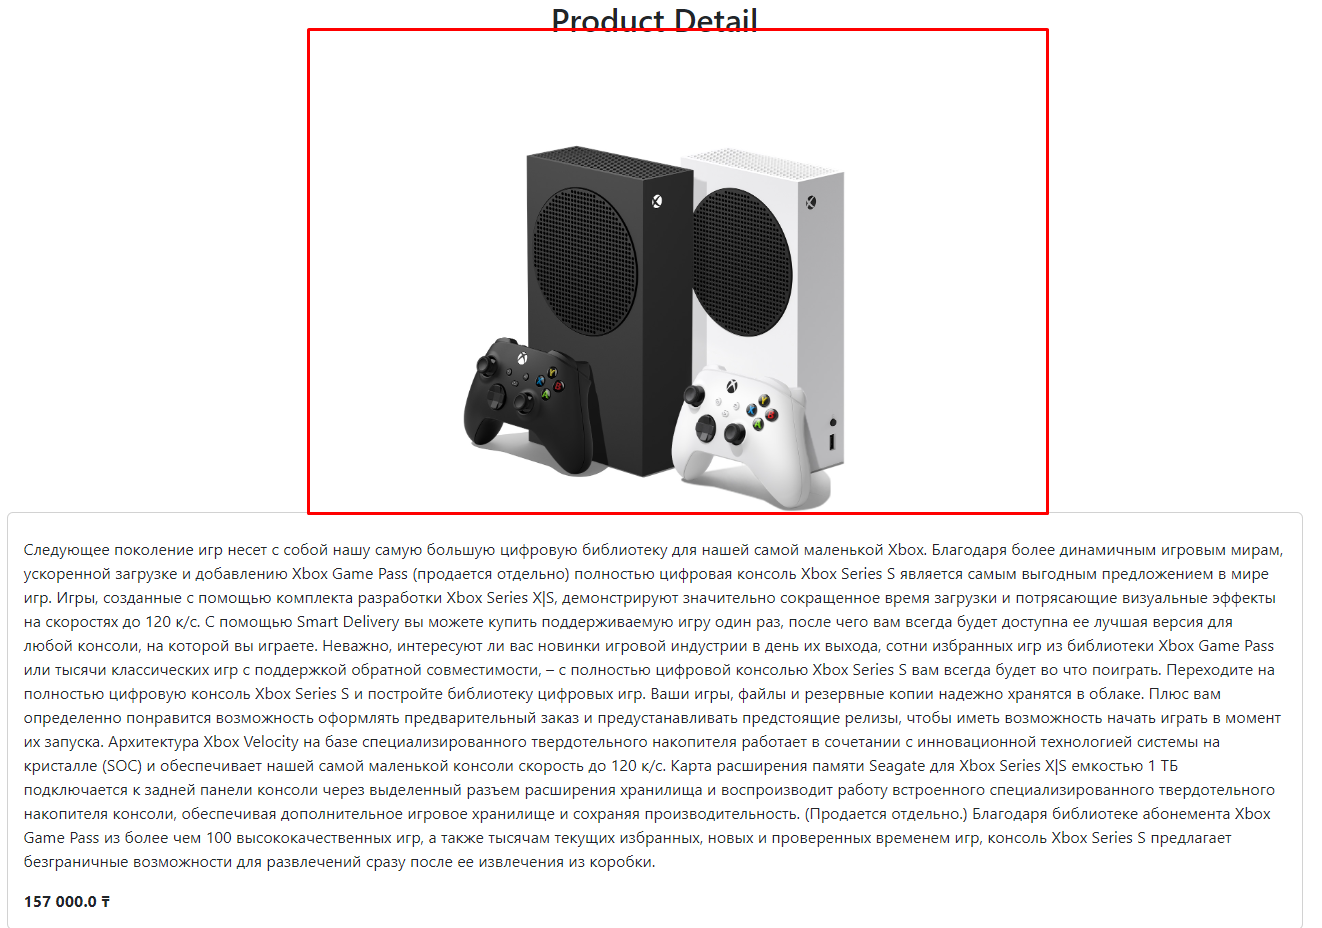 Product Detail
Следующее поколение игр несет с собой нашу самую большую цифровую библиотеку для нашей самой маленькой Xbox. Благодаря более динамичным игровым мирам,
ускоренной загрузке и добавлению Xbox Game Pass (продается отдельно) полностью цифровая консоль Xbox Series S является самым выгодным предложением в мире
игр. Игры, созданные с помощью комплекта разработки Xbox Series X|S, демонстрируют значительно сокращенное время загрузки и потрясающие визуальные эффекты
на скоростях до 120 к/с. С помощью Smart Delivery вы можете купить поддерживаемую игру один раз, после чего вам всегда будет доступна ее лучшая версия для
любой консоли, на которой вы играете. Неважно, интересуют ли вас новинки игровой индустрии в день их выхода, сотни избранных игр из библиотеки Xbox Game Pass
или тысячи классических игр с поддержкой обратной совместимости, – с полностью цифровой консолью Xbox Series S вам всегда будет во что поиграть. Переходите на
полностью цифровую консоль Xbox Series S и постройте библиотеку цифровых игр. Ваши игры, файлы и резервные копии надежно хранятся в облаке. Плюс вам
определенно понравится возможность оформлять предварительный заказ и предустанавливать предстоящие релизы, чтобы иметь возможность начать играть в момент
их запуска. Архитектура Xbox Velocity на базе специализированного твердотельного накопителя работает в сочетании с инновационной технологией системы на
кристалле (SOC) и обеспечивает нашей самой маленькой консоли скорость до 120 к/с. Карта расширения памяти Seagate для Xbox Series X|S емкостью 1 ТБ
подключается к задней панели консоли через выделенный разъем расширения хранилища и воспроизводит работу встроенного специализированного твердотельного
накопителя консоли, обеспечивая дополнительное игровое хранилище и сохраняя производительность. (Продается отдельно.) Благодаря библиотеке абонемента Xbox
Game Pass из более чем 100 высококачественных игр, а также тысячам текущих избранных, новых и проверенных временем игр, консоль Xbox Series S предлагает
безграничные возможности для развлечений сразу после ее извлечения из коробки.
157 000.0 ₸